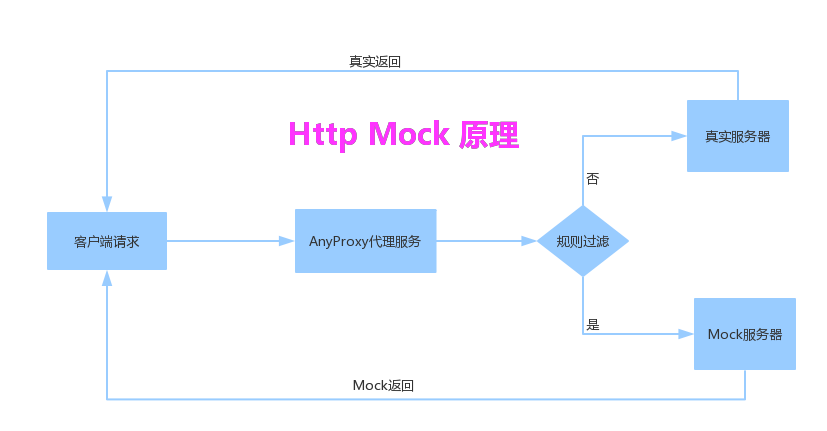 真实返回
Http Mock 原理
真实服务器
否
客户端请求
AnyProxy代理服务
规则过滤
是
Mock服务器
Mock返回